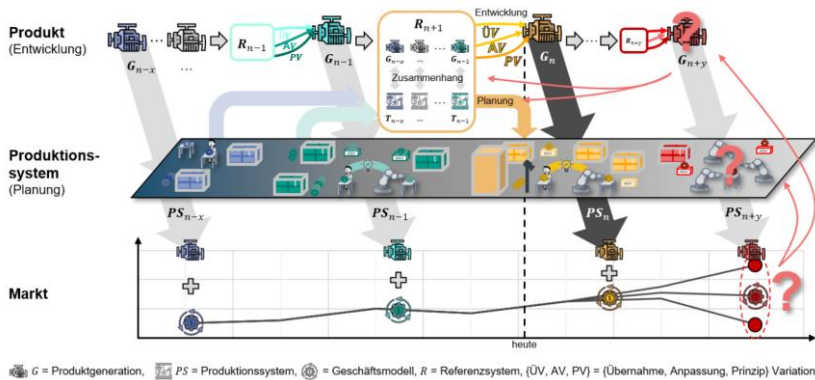 Produkt
(Entwicklung)
G_{n-x}
...
R_{n-1}
ÜV
AV
PV
G_{n-1}
R_{n+1}
G_{n-x} ... G_{n-1}
Zusammenhang
T_{n-x} ... T_{n-1}
Entwicklung
ÜV
AV
PV
Planung
G_n
R_{n+y}
?
G_{n+y}
Produktions-
system
(Planung)
?
PS_{n-x}
PS_{n-1}
PS_n
PS_{n+y}
Markt
?
heute
G = Produktgeneration, PS = Produktionssystem, = Geschäftsmodell, R = Referenzsystem, {ÜV, AV, PV} = {Übernahme, Anpassung, Prinzip} Variation